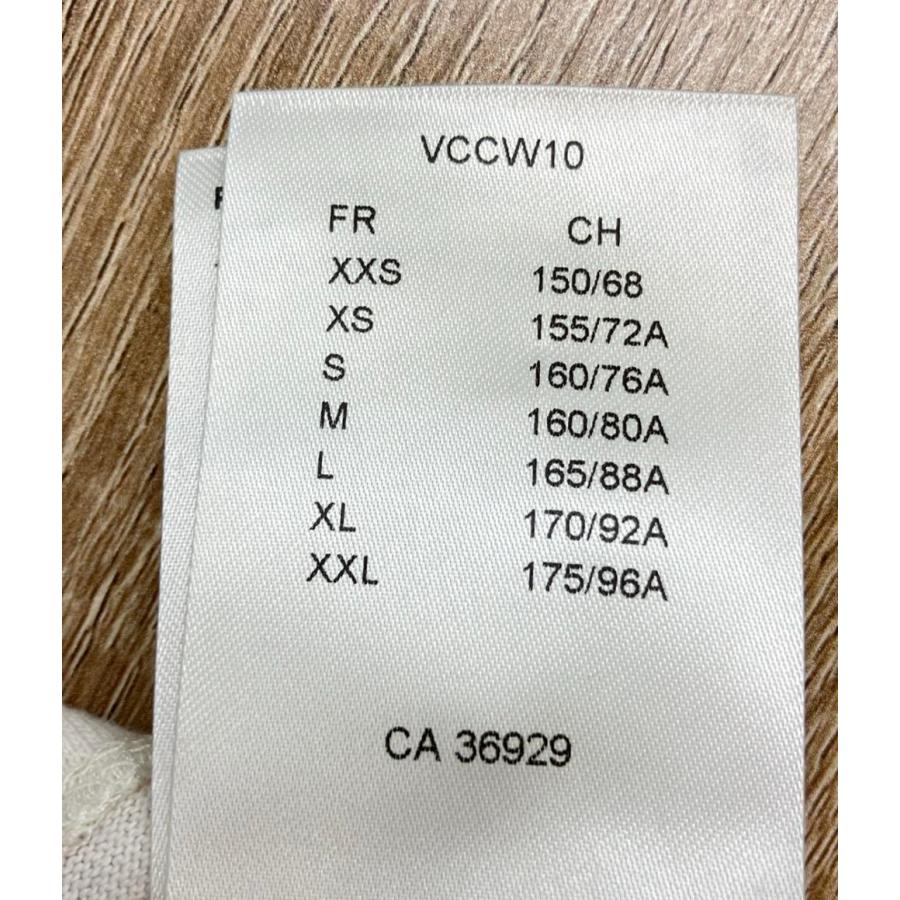 VCCW10
FR CH
XXS 150/68
XS 155/72A
S 160/76A
M 160/80A
L 165/88A
XL 170/92A
XXL 175/96A
CA 36929